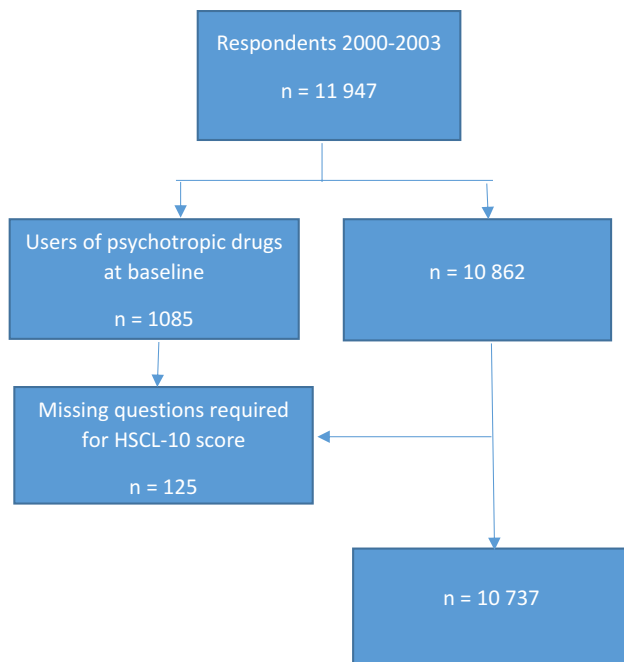 Respondents 2000-2003
n = 11 947
Users of psychotropic drugs
at baseline
n = 1085
n = 10 862
Missing questions required
for HSCL-10 score
n = 125
n = 10 737